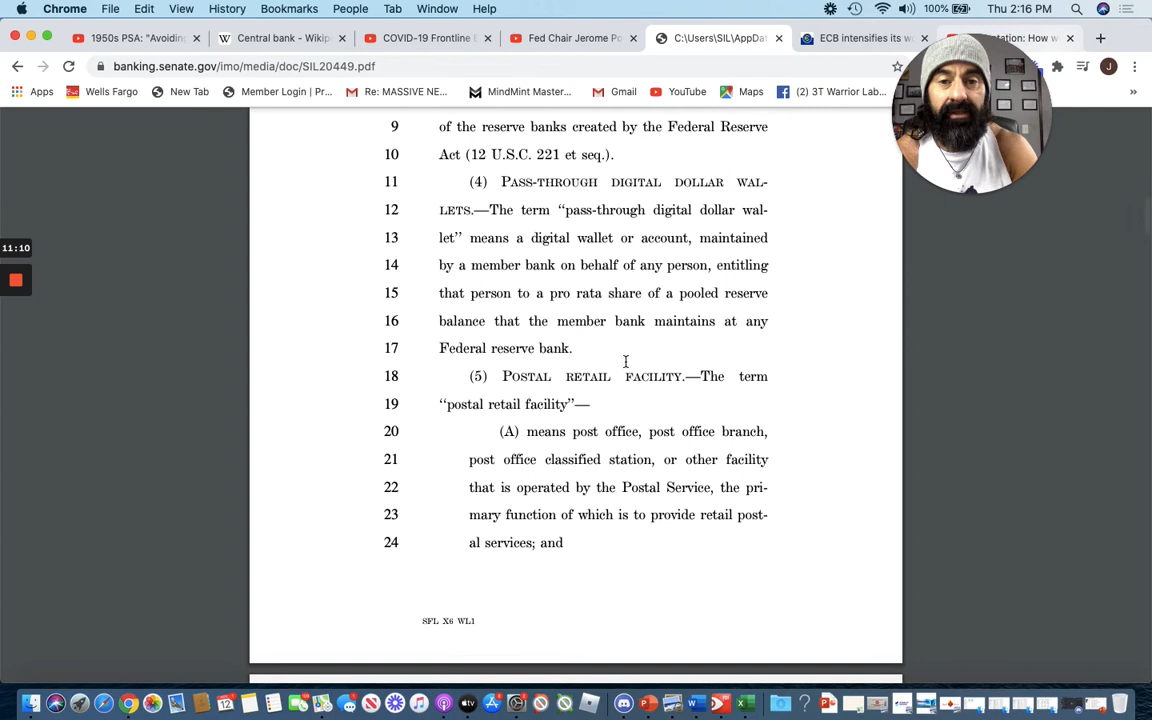 Chrome File Edit View History Bookmarks People Tab Window Help 100% Thu 2:16 PM
1950s PSA: "Avoiding Central bank - Wikipe COVID-19 Frontline Fed Chair Jerome Po C:\Users\SIL\AppDat ECB intensifies its w
banking.senate.gov/imo/media/doc/SIL20449.pdf J
Apps Wells Fargo New Tab Member Login | Pr... Re: MASSIVE NE... MindMint Master... Gmail YouTube Maps (2) 3T Warrior Lab... »
9 of the reserve banks created by the Federal Reserve
10 Act (12 U.S.C. 221 et seq.).
11 (4) PASS-THROUGH DIGITAL DOLLAR WAL-
12 LETS.—The term ‘‘pass-through digital dollar wal-
13 let’’ means a digital wallet or account, maintained
14 by a member bank on behalf of any person, entitling
15 that person to a pro rata share of a pooled reserve
16 balance that the member bank maintains at any
17 Federal reserve bank.
18 (5) POSTAL RETAIL FACILITY.—The term
19 ‘‘postal retail facility’’—
20 (A) means post office, post office branch,
21 post office classified station, or other facility
22 that is operated by the Postal Service, the pri-
23 mary function of which is to provide retail post-
24 al services; and
SFL X6 WL1
11:10